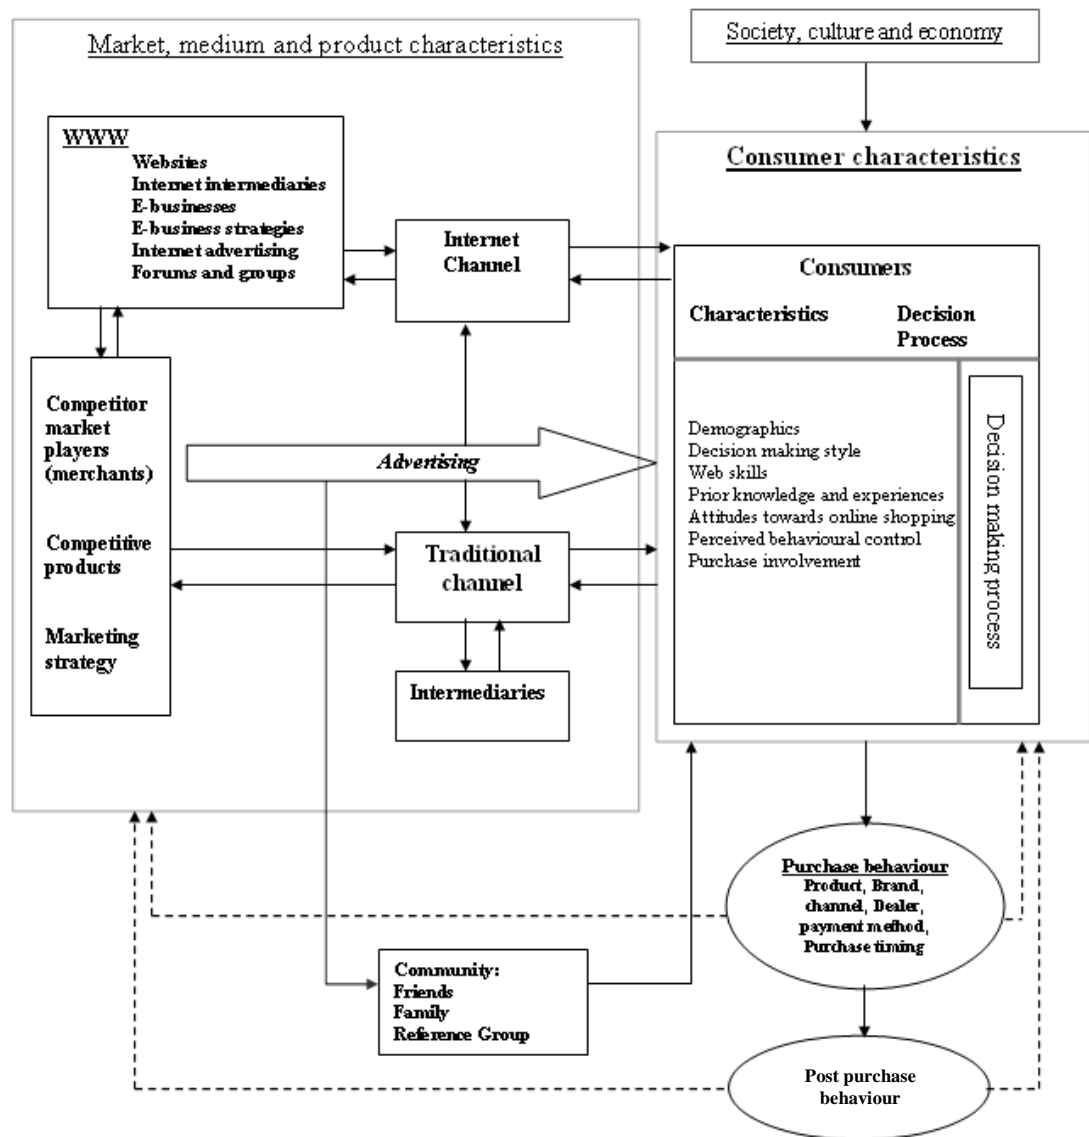 Market, medium and product characteristics
Society, culture and economy
WWW
Websites
Internet intermediaries
E-businesses
E-business strategies
Internet advertising
Forums and groups
Internet
Channel
Consumer characteristics
Consumers
Characteristics
Decision
Process
Competitor
market
players
(merchants)
Competitive
products
Marketing
strategy
Advertising
Traditional
channel
Intermediaries
Demographics
Decision making style
Web skills
Prior knowledge and experiences
Attitudes towards online shopping
Perceived behavioural control
Purchase involvement
Decision making process
Purchase behaviour
Product, Brand,
channel, Dealer,
payment method,
Purchase timing
Community:
Friends
Family
Reference Group
Post purchase
behaviour